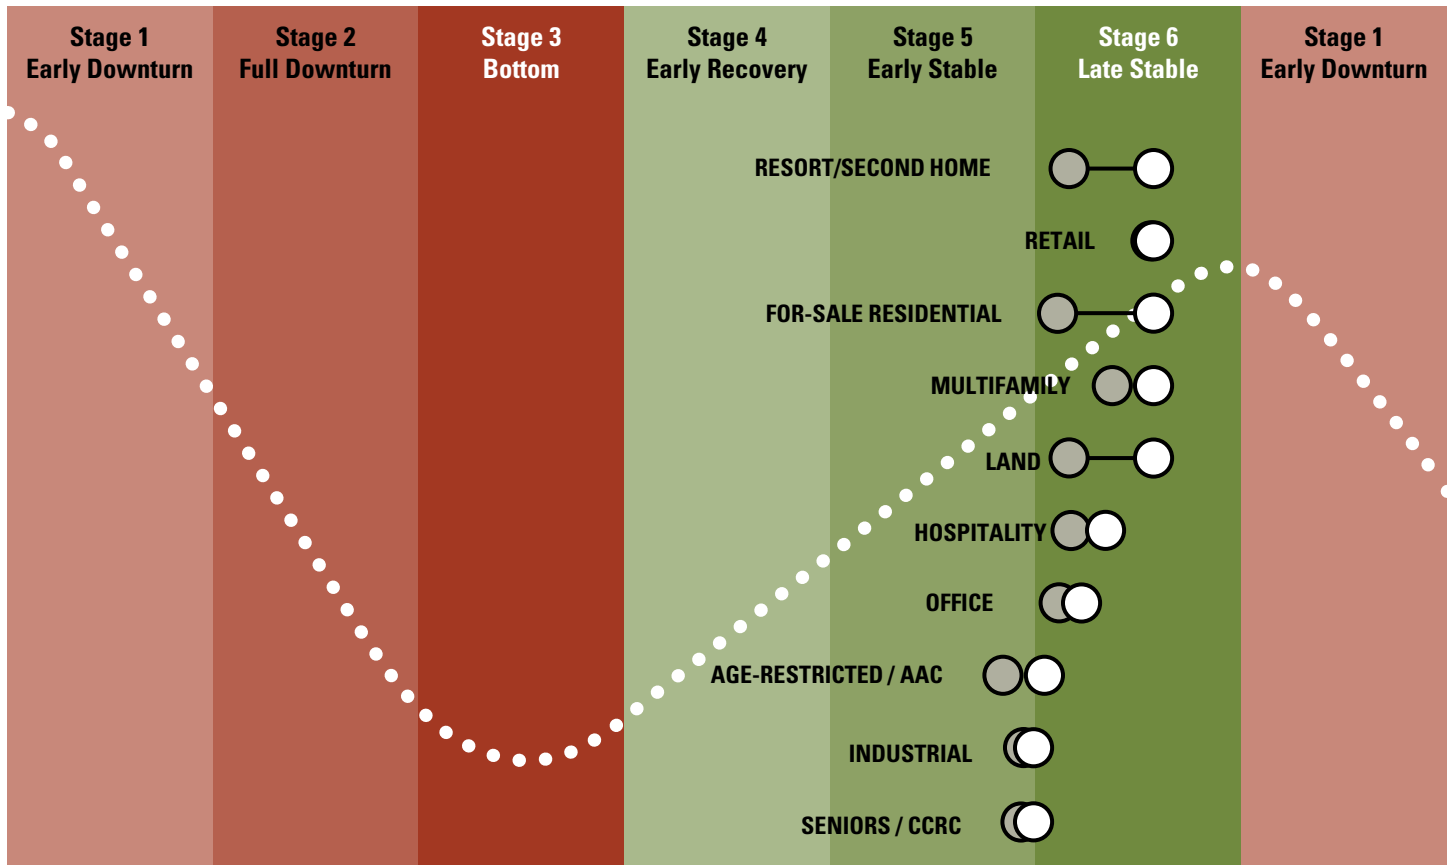 Stage 1
Early Downturn
Stage 2
Full Downturn
Stage 3
Bottom
Stage 4
Early Recovery
Stage 5
Early Stable
Stage 6
Late Stable
Stage 1
Early Downturn
RESORT/SECOND HOME
RETAIL
FOR-SALE RESIDENTIAL
MULTIFAMILY
LAND
HOSPITALITY
OFFICE
AGE-RESTRICTED / AAC
INDUSTRIAL
SENIORS / CCRC